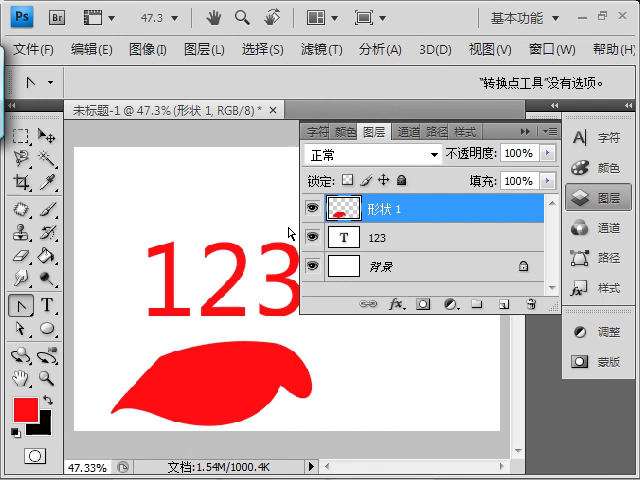 Ps Br 47.3 基本功能
文件(F) 编辑(E) 图像(I) 图层(L) 选择(S) 滤镜(T) 分析(A) 3D(D) 视图(V) 窗口(W) 帮助(H)
“转换点工具”没有选项。
未标题-1 @ 47.3% (形状 1, RGB/8) *
字符 颜色 图层 通道 路径 样式
正常 不透明度: 100%
锁定: 填充: 100%
形状 1
T 123
背景
fx
123
A 字符
颜色
图层
通道
路径
样式
调整
蒙版
T
47.33% 文档:1.54M/1000.4K